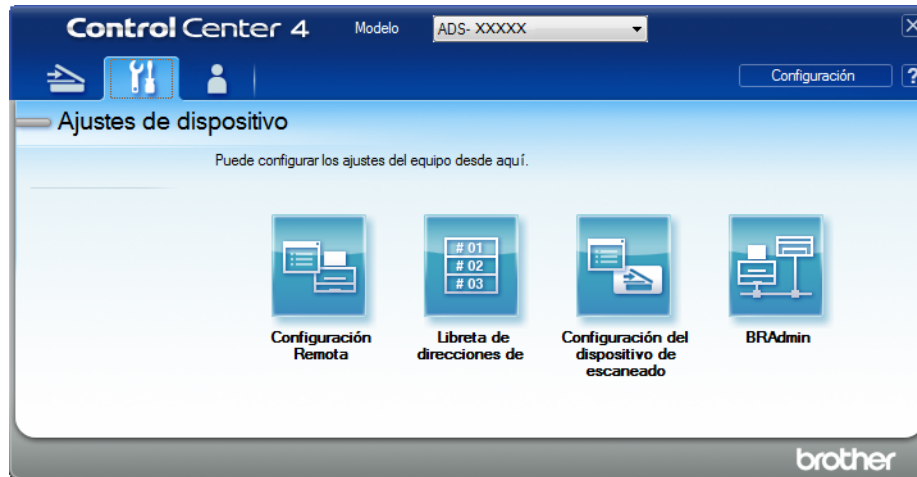 Control Center 4
Modelo
ADS- XXXXX
Configuración
?
Ajustes de dispositivo
Puede configurar los ajustes del equipo desde aquí.
# 01
# 02
# 03
Configuración
Remota
Libreta de
direcciones de
Configuración del
dispositivo de
escaneado
BRAdmin
brother